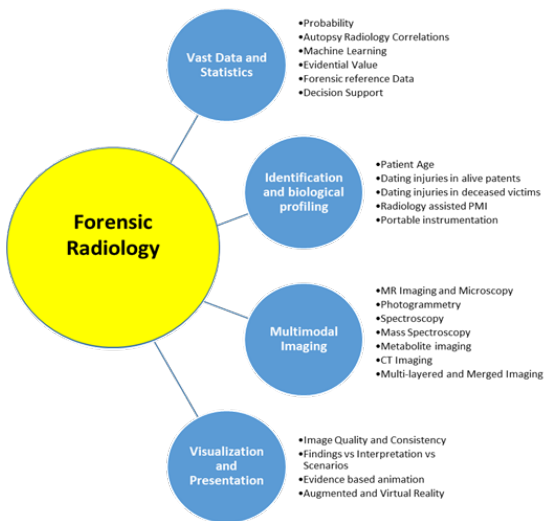 Forensic
Radiology
Vast Data and
Statistics
•Probability
•Autopsy Radiology Correlations
•Machine Learning
•Evidential Value
•Forensic reference Data
•Decision Support
Identification
and biological
profiling
•Patient Age
•Dating injuries in alive patents
•Dating injuries in deceased victims
•Radiology assisted PMI
•Portable instrumentation
Multimodal
Imaging
•MR Imaging and Microscopy
•Photogrammetry
•Spectroscopy
•Mass Spectroscopy
•Metabolite imaging
•CT Imaging
•Multi-layered and Merged Imaging
Visualization
and
Presentation
•Image Quality and Consistency
•Findings vs Interpretation vs
Scenarios
•Evidence based animation
•Augmented and Virtual Reality